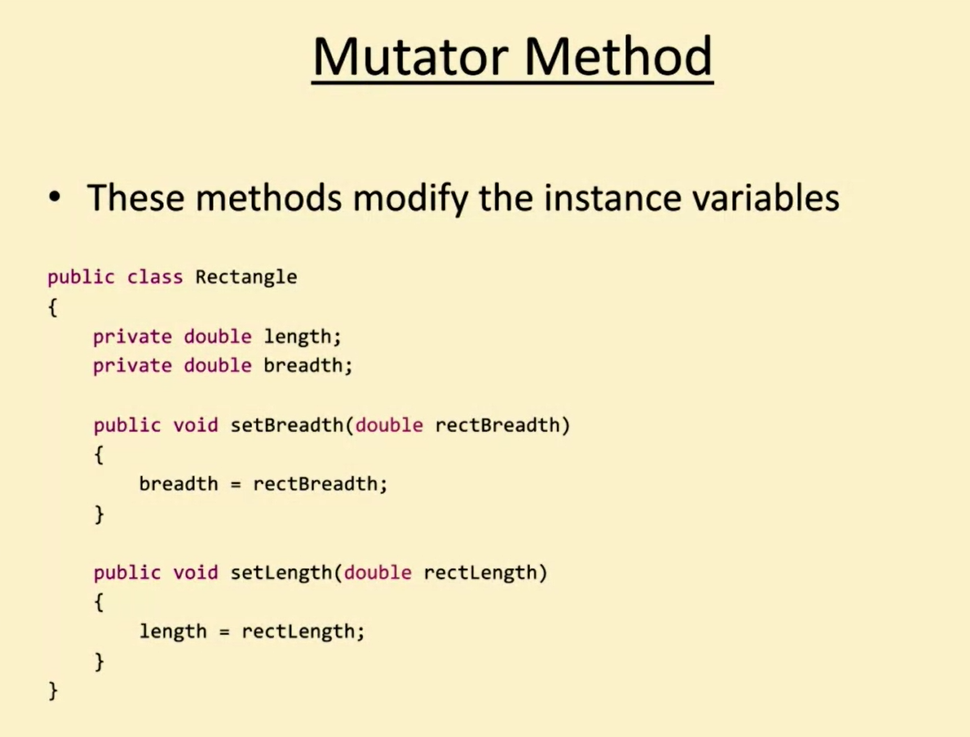 Mutator Method
• These methods modify the instance variables
public class Rectangle
{
    private double length;
    private double breadth;
    public void setBreadth(double rectBreadth)
    {
        breadth = rectBreadth;
    }
    public void setLength(double rectLength)
    {
        length = rectLength;
    }
}